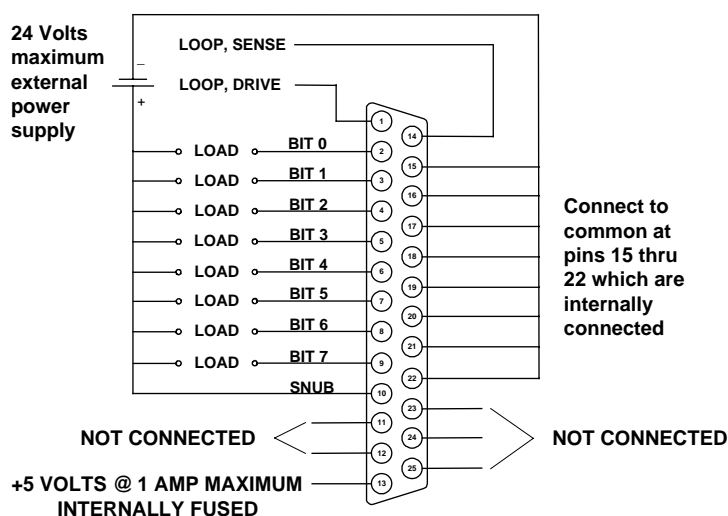 24 Volts
maximum
external
power
supply
–
+
LOOP, SENSE
LOOP, DRIVE
LOAD BIT 0
LOAD BIT 1
LOAD BIT 2
LOAD BIT 3
LOAD BIT 4
LOAD BIT 5
LOAD BIT 6
LOAD BIT 7
SNUB
NOT CONNECTED
+5 VOLTS @ 1 AMP MAXIMUM
INTERNALLY FUSED
1
2
3
4
5
6
7
8
9
10
11
12
13
14
15
16
17
18
19
20
21
22
23
24
25
Connect to
common at
pins 15 thru
22 which are
internally
connected
NOT CONNECTED